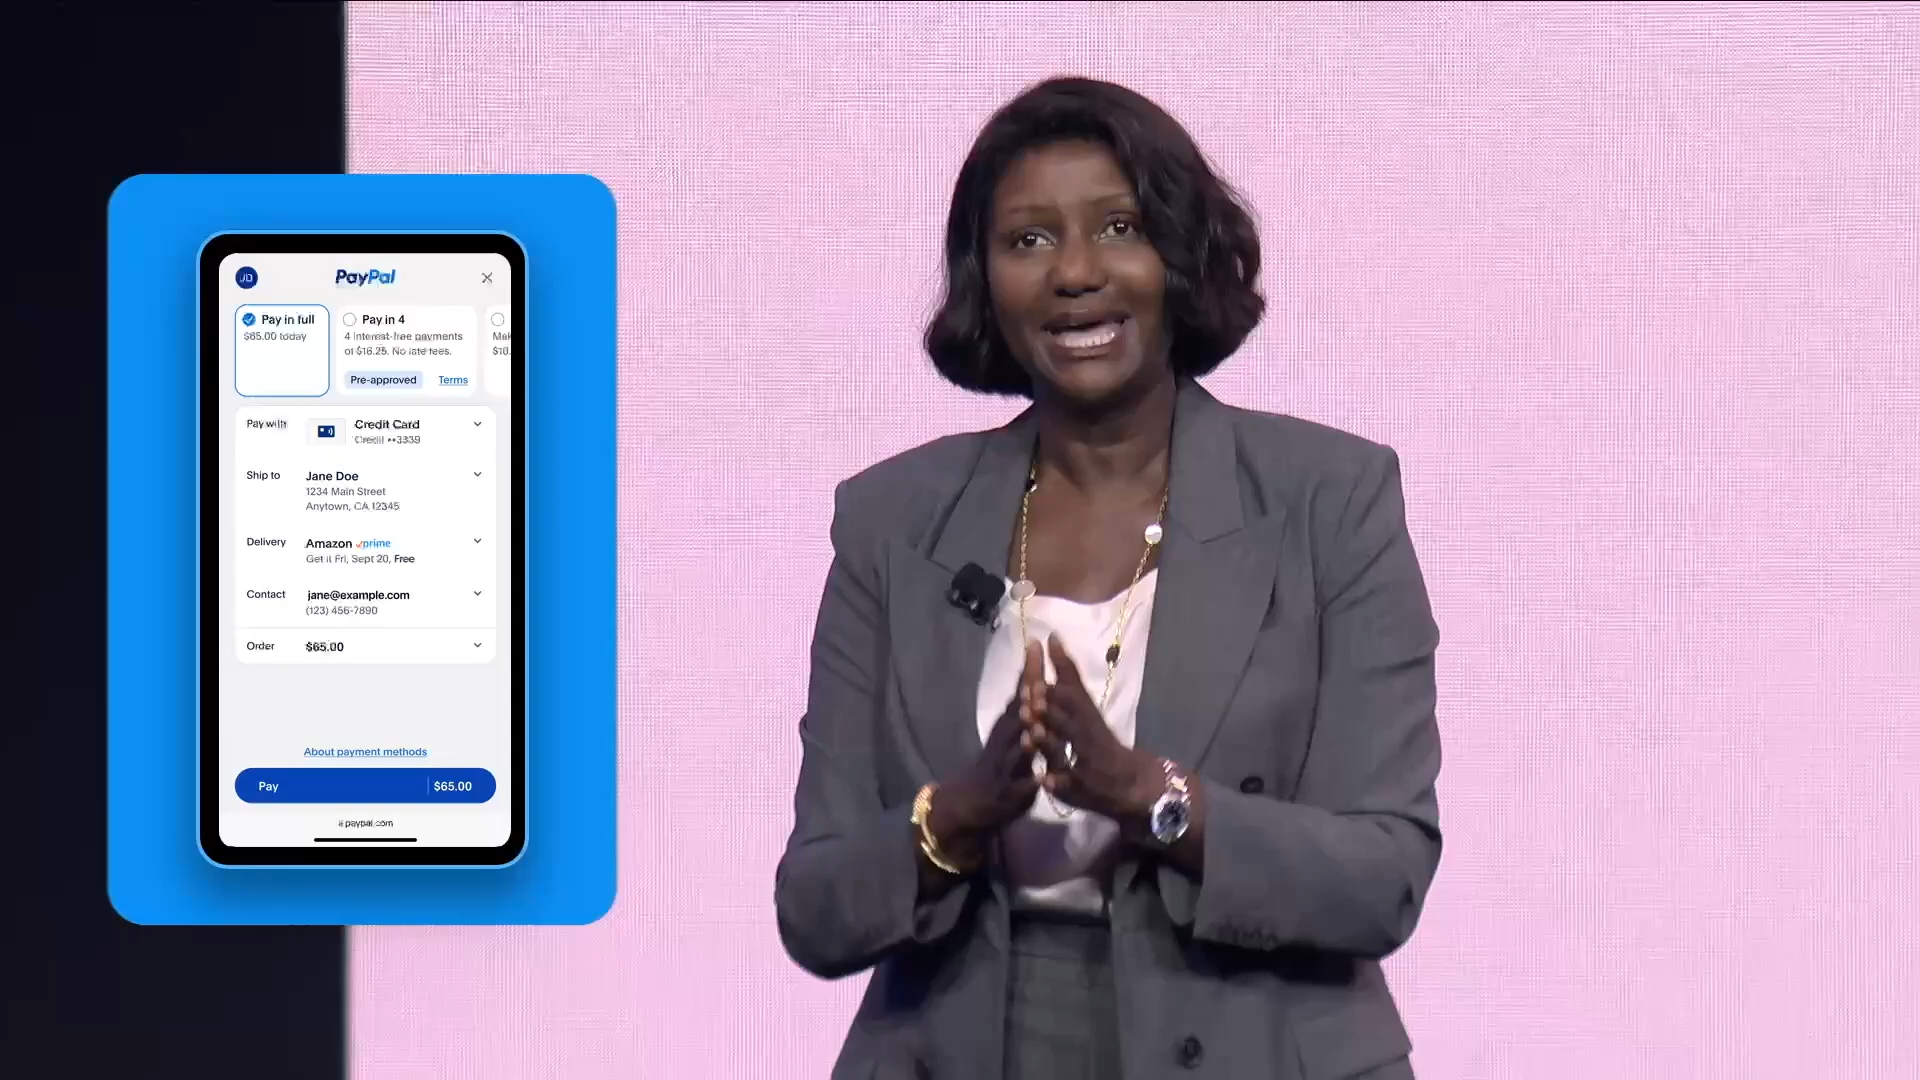 JD
PayPal
Pay in full
$65.00 today
Pay in 4
4 interest-free payments
of $16.25. No late fees.
Pre-approved
Terms
Mak
$10.
Pay with
Credit Card
Credit ••3339
Ship to
Jane Doe
1234 Main Street
Anytown, CA 12345
Delivery
Amazon prime
Get it Fri, Sept 20, Free
Contact
jane@example.com
(123) 456-7890
Order
$65.00
About payment methods
Pay
$65.00
paypal.com